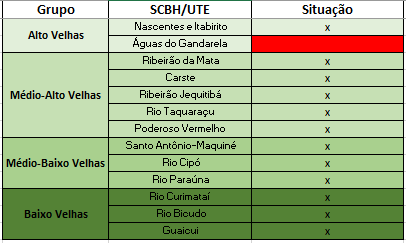 Grupo SCBH/UTE Situação
Alto Velhas Nascentes e Itabirito x
Águas do Gandarela
Médio-Alto Velhas Ribeirão da Mata x
Carste x
Ribeirão Jequitibá x
Rio Taquaraçu x
Poderoso Vermelho x
Médio-Baixo Velhas Santo Antônio-Maquiné x
Rio Cipó x
Rio Paraúna x
Baixo Velhas Rio Curimataí x
Rio Bicudo x
Guaicuí x